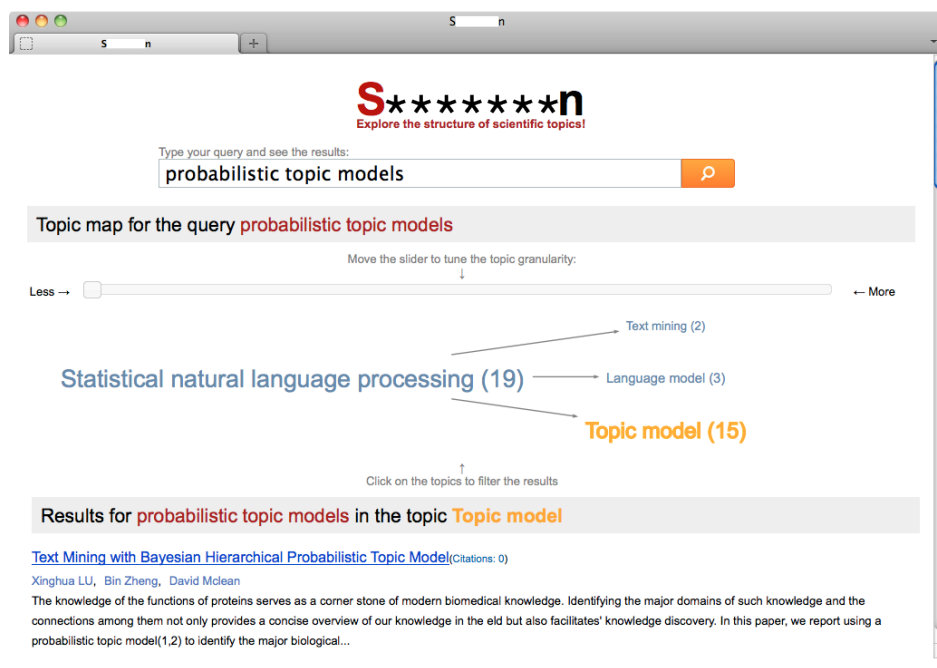 S n
S n
S*******n
Explore the structure of scientific topics!
Type your query and see the results:
probabilistic topic models
Topic map for the query probabilistic topic models
Move the slider to tune the topic granularity:
↓
Less → ← More
Text mining (2)
Statistical natural language processing (19) Language model (3)
Topic model (15)
↑
Click on the topics to filter the results
Results for probabilistic topic models in the topic Topic model
Text Mining with Bayesian Hierarchical Probabilistic Topic Model(Citations: 0)
Xinghua LU, Bin Zheng, David Mclean
The knowledge of the functions of proteins serves as a corner stone of modern biomedical knowledge. Identifying the major domains of such knowledge and the
connections among them not only provides a concise overview of our knowledge in the eld but also facilitates' knowledge discovery. In this paper, we report using a
probabilistic topic model(1,2) to identify the major biological...